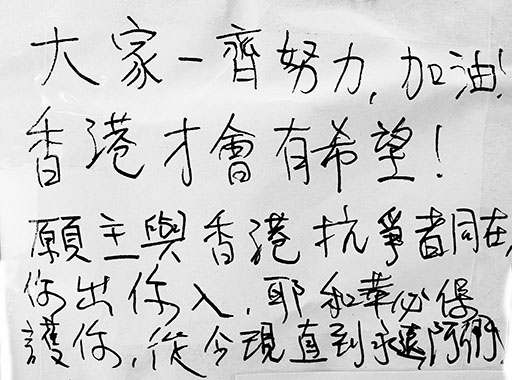 大家一齊努力，加油！
香港才會有希望！
願主與香港抗爭者同在，
你出你入，耶和華必保
護你，從今現直到永遠阿們